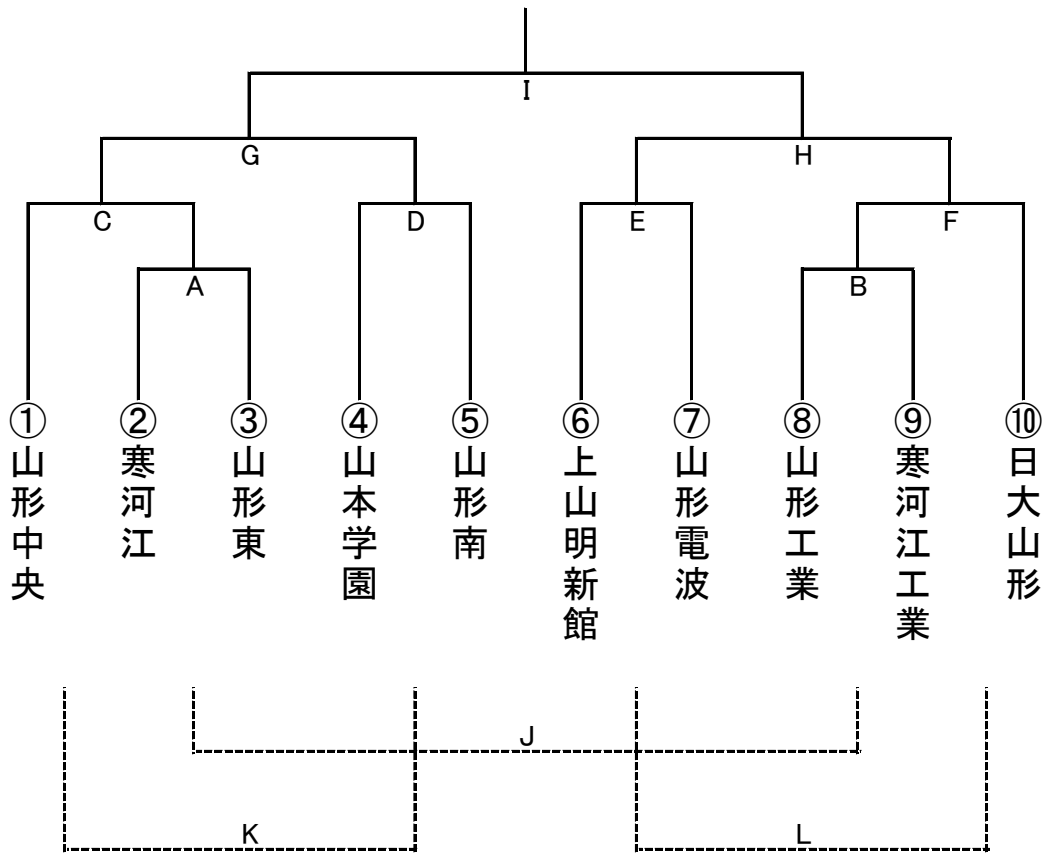 I
G
H
C
D
E
F
A
B
①山形中央
②寒河江
③山形東
④山本学園
⑤山形南
⑥上山明新館
⑦山形電波
⑧山形工業
⑨寒河江工業
⑩日大山形
J
K
L